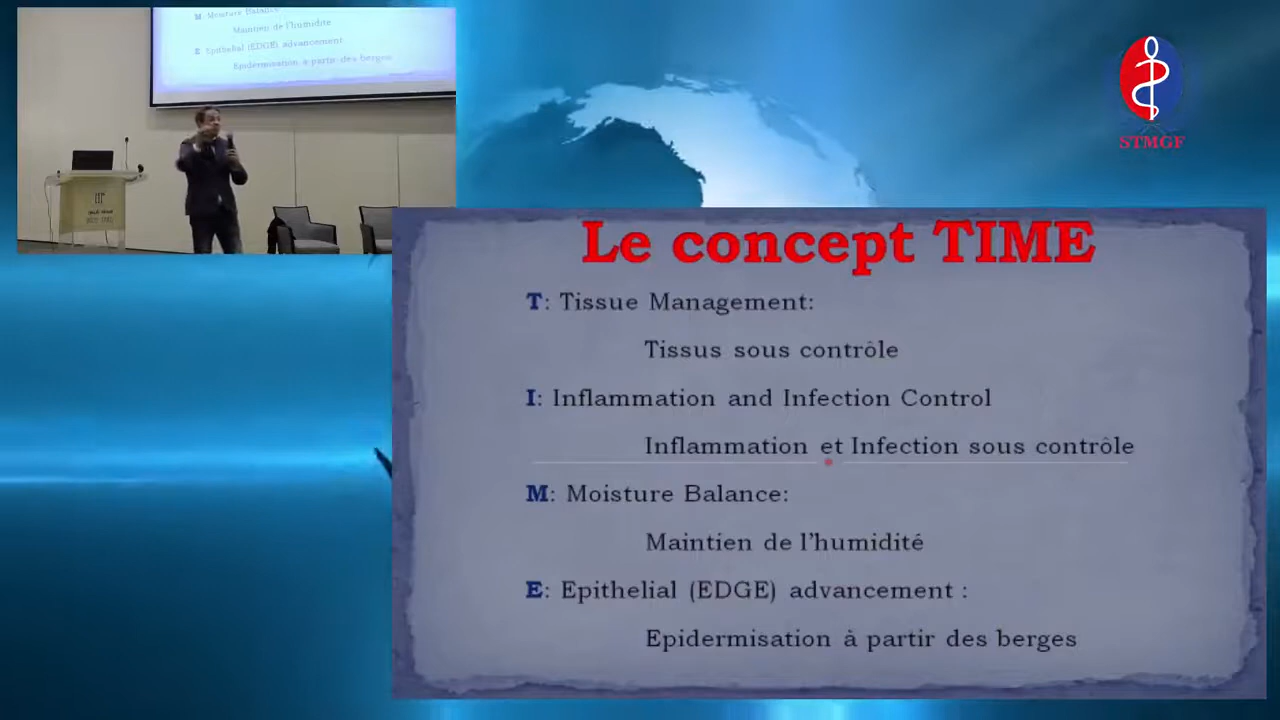 M: Moisture Balance
Maintien de l'humidité
E: Epithelial (EDGE) advancement
Epidermisation à partir des berges
STMGF
Le concept TIME
T: Tissue Management:
Tissus sous contrôle
I: Inflammation and Infection Control
Inflammation et Infection sous contrôle
M: Moisture Balance:
Maintien de l'humidité
E: Epithelial (EDGE) advancement :
Epidermisation à partir des berges